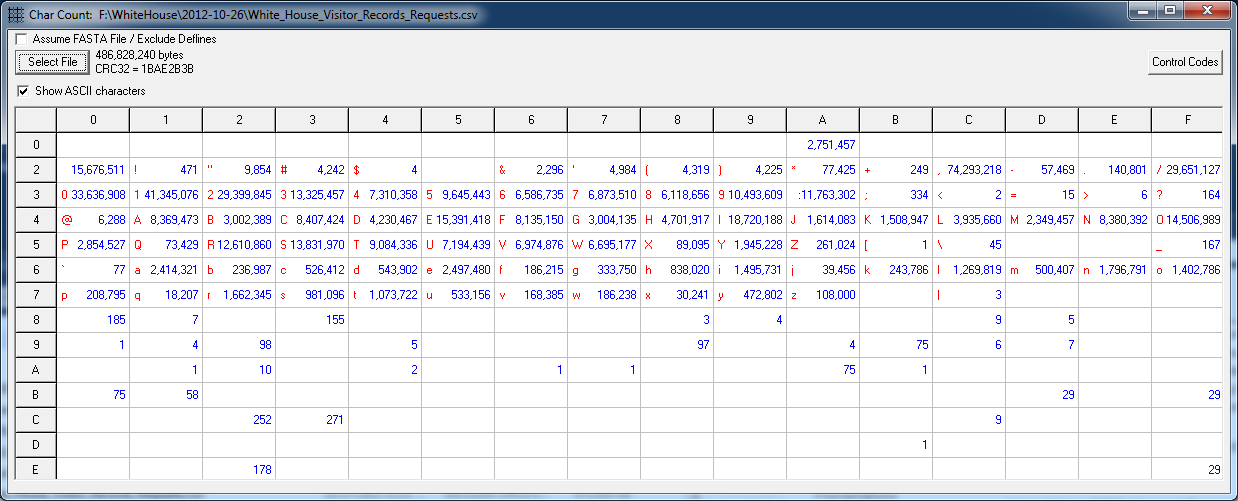 Char Count: F:\WhiteHouse\2012-10-26\White_House_Visitor_Records_Requests.csv
Assume FASTA File / Exclude Deflines
Select File 486,828,240 bytes Control Codes
CRC32 = 1BAE2B3B
Show ASCII characters
0 1 2 3 4 5 6 7 8 9 A B C D E F
0 2,751,457
2 15,676,511 ! 471 " 9,854 # 4,242 $ 4 & 2,296 ' 4,984 ( 4,319 ) 4,225 * 77,425 + 249 , 74,293,218 - 57,469 . 140,801 / 29,651,127
3 0 33,636,908 1 41,345,076 2 29,399,845 3 13,325,457 4 7,310,358 5 9,645,443 6 6,586,735 7 6,873,510 8 6,118,656 9 10,493,609 : 11,763,302 ; 334 < 2 = 15 > 6 ? 164
4 @ 6,288 A 8,369,473 B 3,002,389 C 8,407,424 D 4,230,467 E 15,391,418 F 8,135,150 G 3,004,135 H 4,701,917 I 18,720,188 J 1,614,083 K 1,508,947 L 3,935,660 M 2,349,457 N 8,380,392 O 14,506,989
5 P 2,854,527 Q 73,429 R 12,610,860 S 13,831,970 T 9,084,336 U 7,194,439 V 6,974,876 W 6,695,177 X 89,095 Y 1,945,228 Z 261,024 [ 1 \ 45 _ 167
6 ` 77 a 2,414,321 b 236,987 c 526,412 d 543,902 e 2,497,480 f 186,215 g 333,750 h 838,020 i 1,495,731 j 39,456 k 243,786 l 1,269,819 m 500,407 n 1,796,791 o 1,402,786
7 p 208,795 q 18,207 r 1,662,345 s 981,096 t 1,073,722 u 533,156 v 168,385 w 186,238 x 30,241 y 472,802 z 108,000 | 3
8 185 7 155 3 4 9 5
9 1 4 98 5 97 4 75 6 7
A 1 10 2 1 1 75 1
B 75 58 29 29
C 252 271 9
D 1
E 178 29